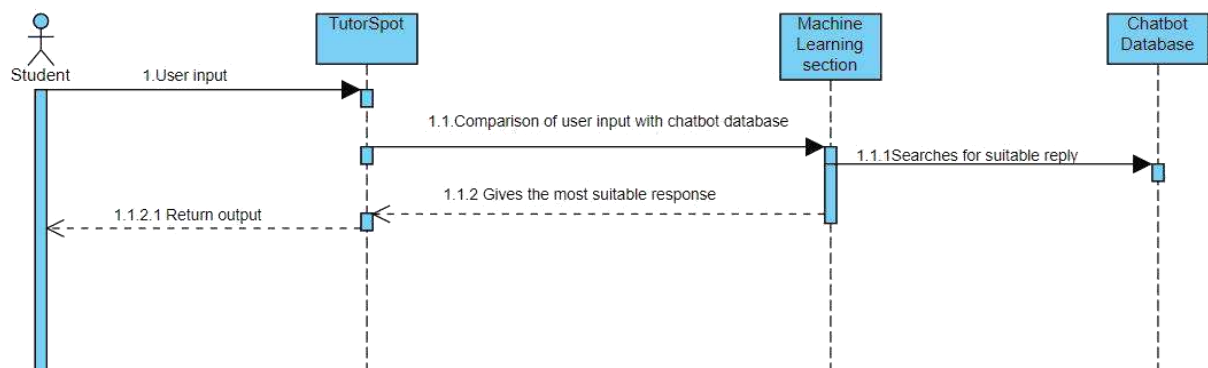 Student
TutorSpot
Machine
Learning
section
Chatbot
Database
1.User input
1.1.Comparison of user input with chatbot database
1.1.1Searches for suitable reply
1.1.2 Gives the most suitable response
1.1.2.1 Return output